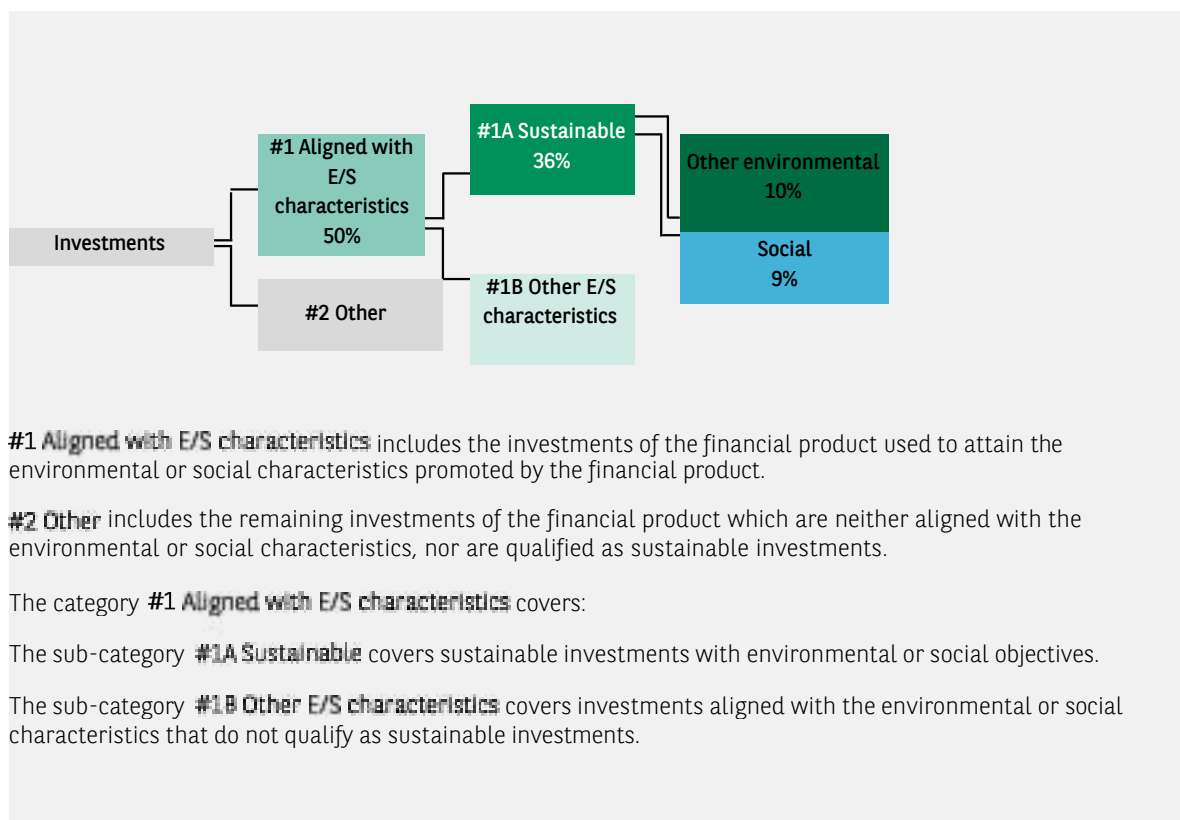 #1A Sustainable
36%
#1 Aligned with
E/S
characteristics
50%
Other environmental
10%
Investments
Social
9%
#2 Other
#1B Other E/S
characteristics
#1 Aligned with E/S characteristics includes the investments of the financial product used to attain the
environmental or social characteristics promoted by the financial product.
#2 Other includes the remaining investments of the financial product which are neither aligned with the
environmental or social characteristics, nor are qualified as sustainable investments.
The category #1 Aligned with E/S characteristics covers:
The sub-category #1A Sustainable covers sustainable investments with environmental or social objectives.
The sub-category #1B Other E/S characteristics covers investments aligned with the environmental or social
characteristics that do not qualify as sustainable investments.